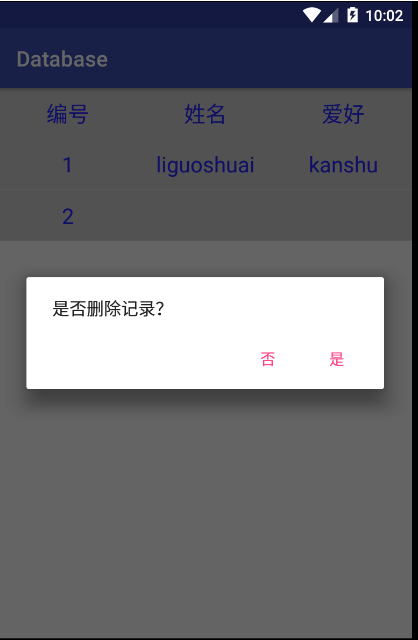 10:02
Database
编号 姓名 爱好
1 liguoshuai kanshu
2
是否删除记录？
否 是